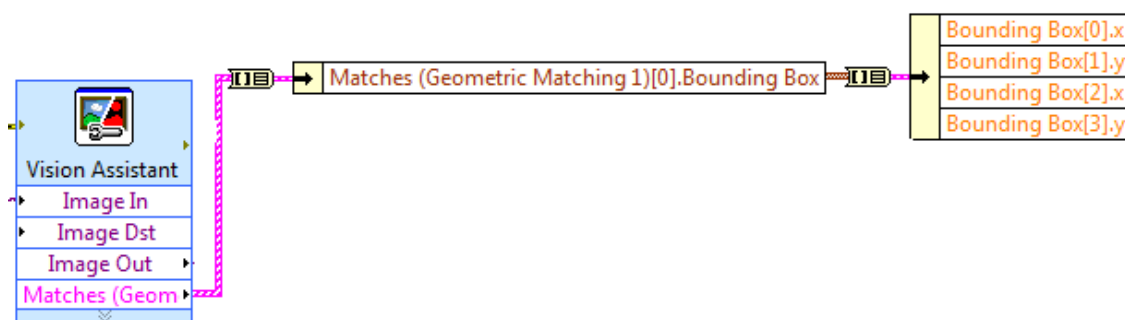 Vision Assistant
Image In
Image Dst
Image Out
Matches (Geom
Matches (Geometric Matching 1)[0].Bounding Box
Bounding Box[0].x
Bounding Box[1].y
Bounding Box[2].x
Bounding Box[3].y